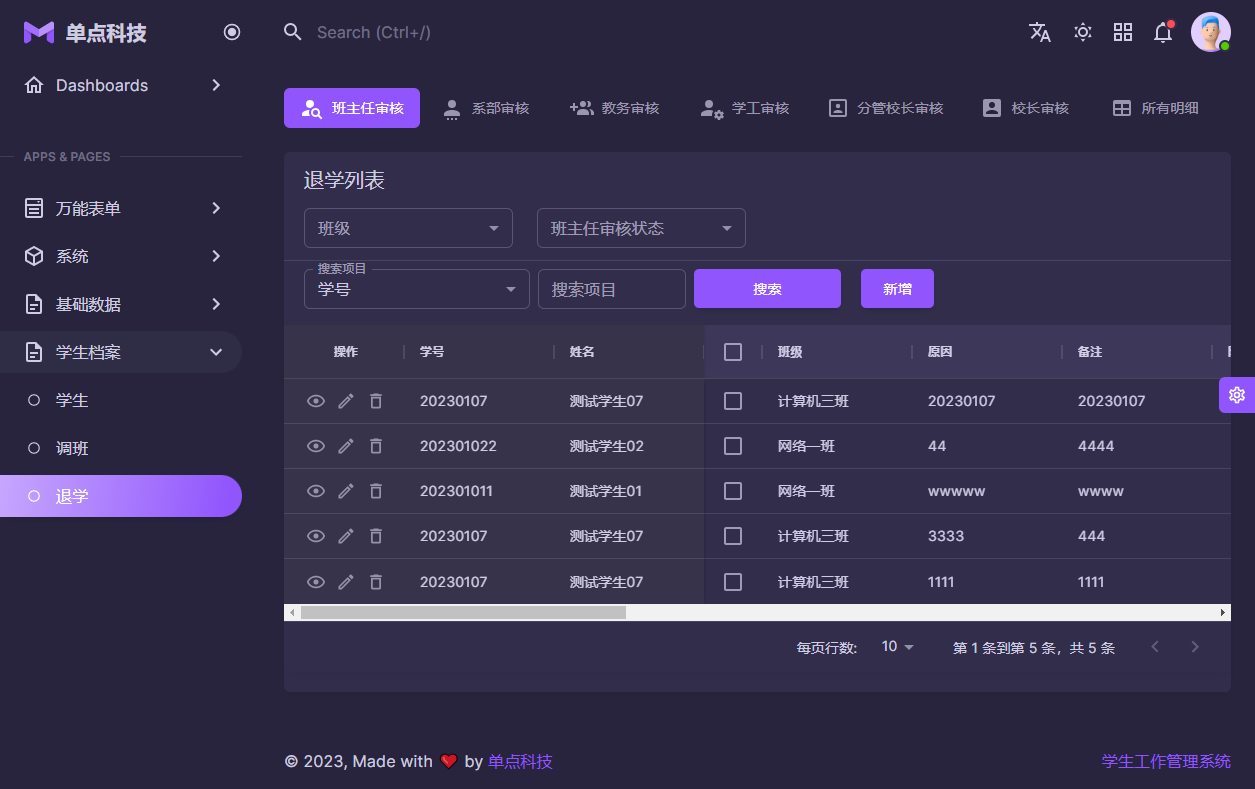 单点科技
Search (Ctrl+/)
Dashboards
APPS & PAGES
万能表单
系统
基础数据
学生档案
学生
调班
退学
班主任审核 系部审核 教务审核 学工审核 分管校长审核 校长审核 所有明细
退学列表
班级 班主任审核状态
搜索项目
学号 搜索项目 搜索 新增
操作 学号 姓名 班级 原因 备注
20230107 测试学生07 计算机三班 20230107 20230107
202301022 测试学生02 网络一班 44 4444
202301011 测试学生01 网络一班 wwwww wwww
20230107 测试学生07 计算机三班 3333 444
20230107 测试学生07 计算机三班 1111 1111
每页行数: 10 第 1 条到第 5 条，共 5 条
© 2023, Made with ❤️ by 单点科技
学生工作管理系统